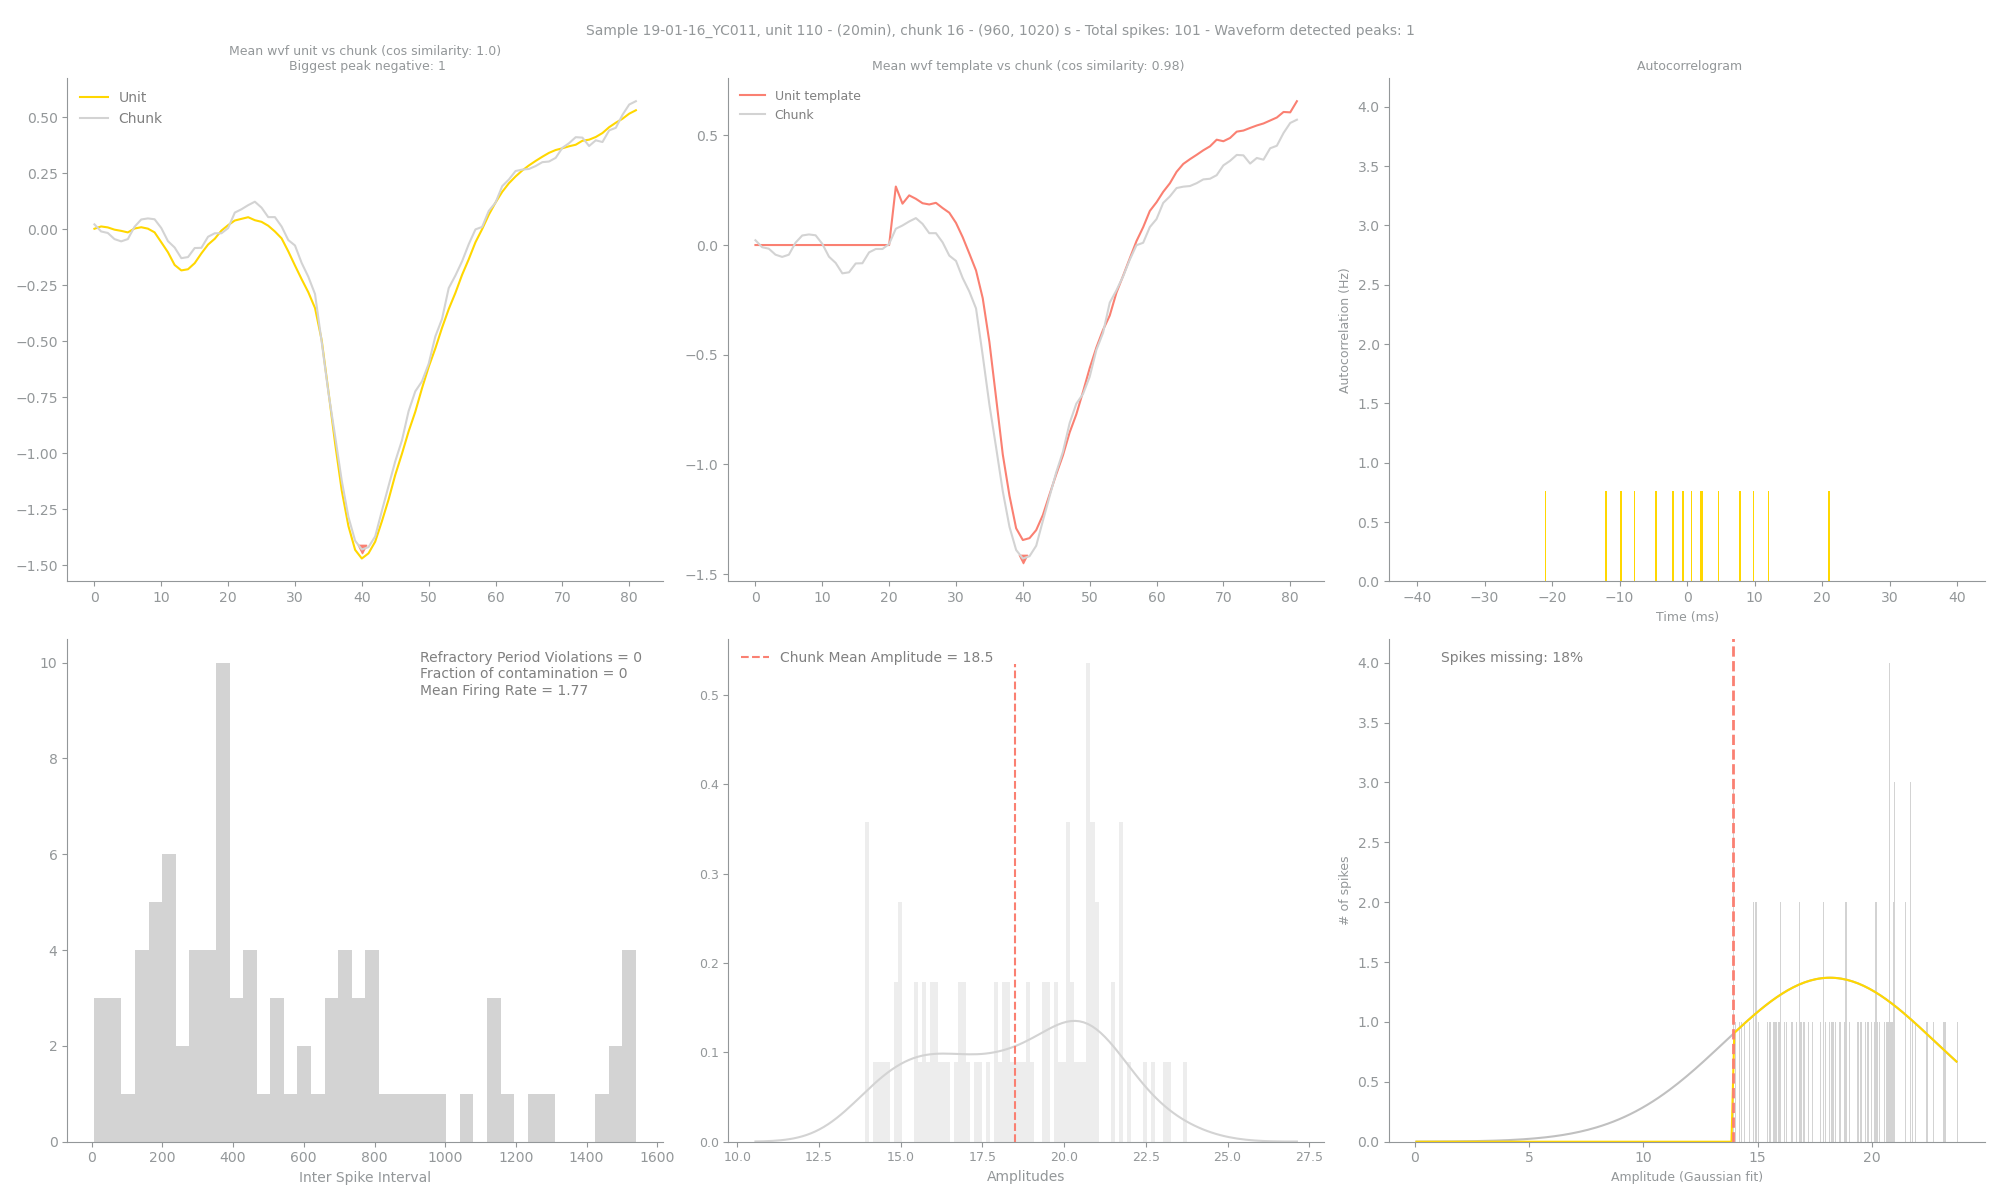 Sample 19-01-16_YC011, unit 110 - (20min), chunk 16 - (960, 1020) s - Total spikes: 101 - Waveform detected peaks: 1
Mean wvf unit vs chunk (cos similarity: 1.0)
Biggest peak negative: 1
Unit
Chunk
0.50
0.25
0.00
−0.25
−0.50
−0.75
−1.00
−1.25
−1.50
0 10 20 30 40 50 60 70 80
Mean wvf template vs chunk (cos similarity: 0.98)
Unit template
Chunk
0.5
0.0
−0.5
−1.0
−1.5
0 10 20 30 40 50 60 70 80
Autocorrelogram
Autocorrelation (Hz)
4.0
3.5
3.0
2.5
2.0
1.5
1.0
0.5
0.0
−40 −30 −20 −10 0 10 20 30 40
Time (ms)
Refractory Period Violations = 0
Fraction of contamination = 0
Mean Firing Rate = 1.77
10
8
6
4
2
0
0 200 400 600 800 1000 1200 1400 1600
Inter Spike Interval
Chunk Mean Amplitude = 18.5
0.5
0.4
0.3
0.2
0.1
0.0
10.0 12.5 15.0 17.5 20.0 22.5 25.0 27.5
Amplitudes
Spikes missing: 18%
# of spikes
4.0
3.5
3.0
2.5
2.0
1.5
1.0
0.5
0.0
0 5 10 15 20
Amplitude (Gaussian fit)